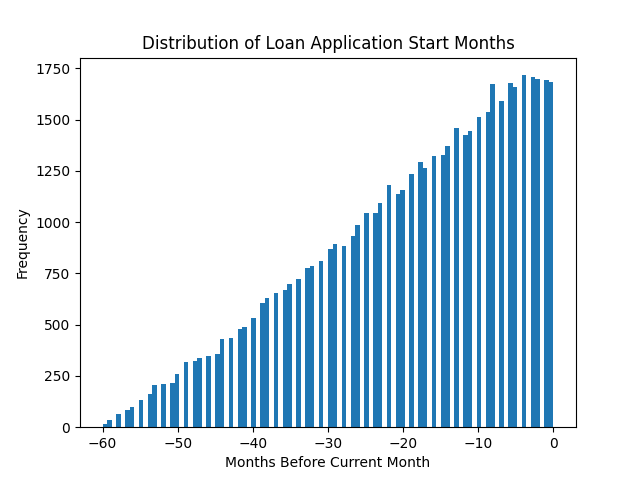 Distribution of Loan Application Start Months
1750
1500
1250
1000
750
500
250
0
Frequency
−60 −50 −40 −30 −20 −10 0
Months Before Current Month